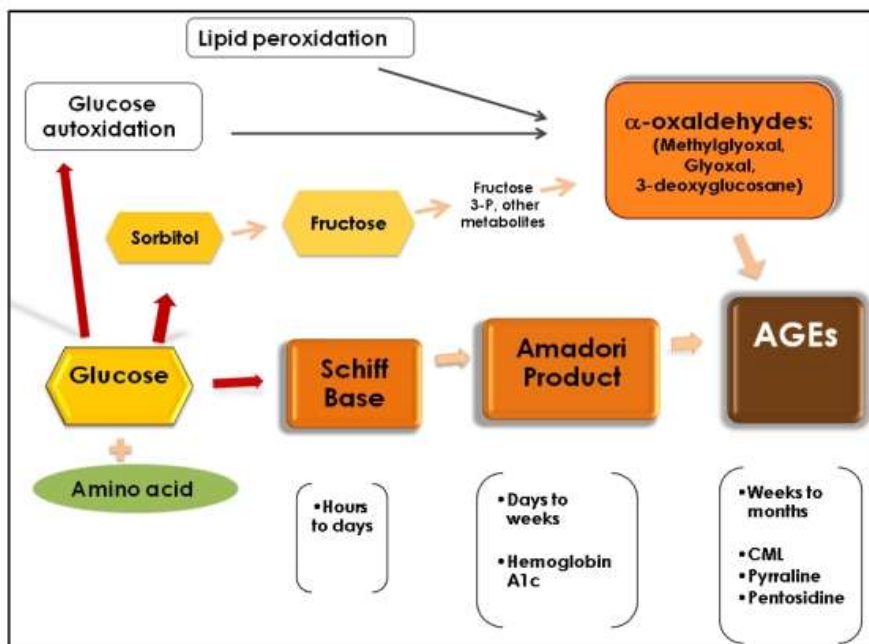 Lipid peroxidation
Glucose
autoxidation
α-oxaldehydes:
(Methylglyoxal,
Glyoxal,
3-deoxyglucosane)
Sorbitol
Fructose
Fructose
3-P, other
metabolites
Glucose
Schiff
Base
Amadori
Product
AGEs
+
Amino acid
•Hours
to days
•Days to
weeks
•Hemoglobin
A1c
•Weeks to
months
•CML
•Pyrraline
•Pentosidine